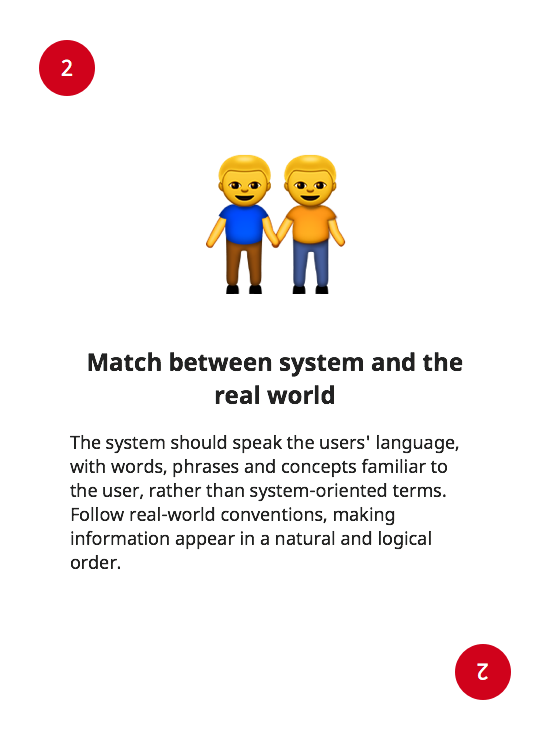 2
Match between system and the
real world
The system should speak the users' language,
with words, phrases and concepts familiar to
the user, rather than system-oriented terms.
Follow real-world conventions, making
information appear in a natural and logical
order.
2